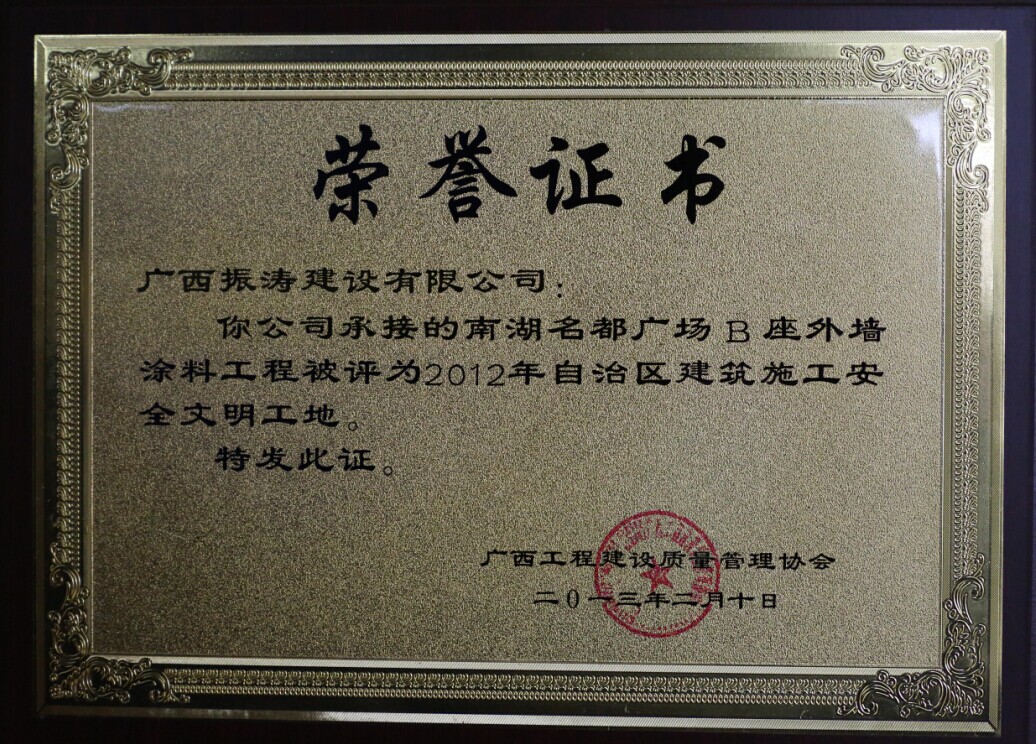 荣誉证书
广西振涛建设有限公司：
你公司承接的南湖名都广场B座外墙
涂料工程被评为2012年自治区建筑施工安
全文明工地。
特发此证。
广西工程建设质量管理协会
二0一三年二月十日